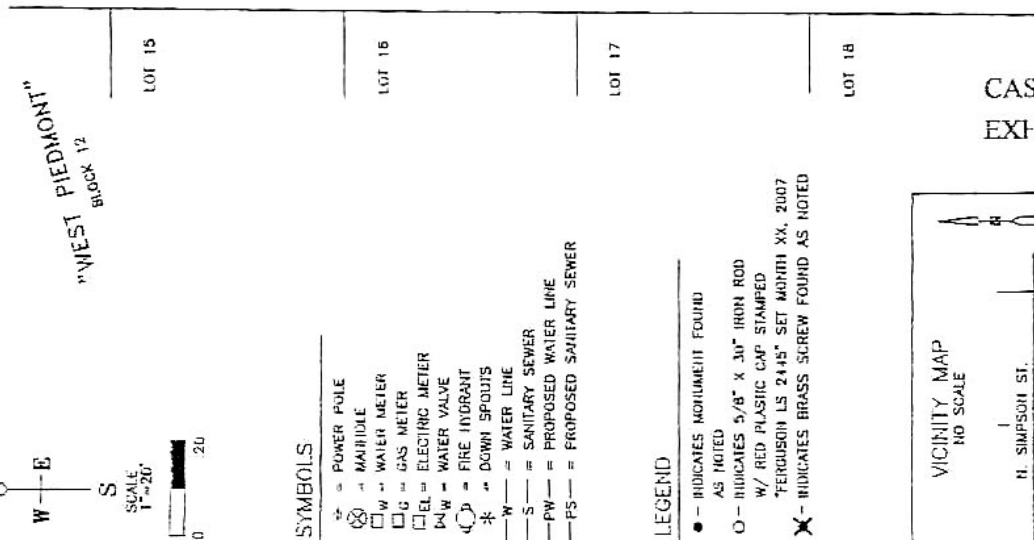 LOT 15
LOT 16
LOT 17
LOT 18
"WEST PIEDMONT"
BLOCK 12
W E
S
SCALE
1"=20'
0 20
SYMBOLS
= POWER POLE
= MANHOLE
W = WATER METER
G = GAS METER
EL = ELECTRIC METER
W = WATER VALVE
= FIRE HYDRANT
= DOWN SPOUTS
—W— = WATER LINE
—S— = SANITARY SEWER
—PW— = PROPOSED WATER LINE
—PS— = PROPOSED SANITARY SEWER
LEGEND
● - INDICATES MONUMENT FOUND
AS NOTED
○ - INDICATES 5/8" X 30" IRON ROD
W/ RED PLASTIC CAP STAMPED
"FERGUSON LS 2445" SET MONTH XX, 2007
- INDICATES BRASS SCREW FOUND AS NOTED
CAS
EXH
VICINITY MAP
NO SCALE
N
N. SIMPSON ST.